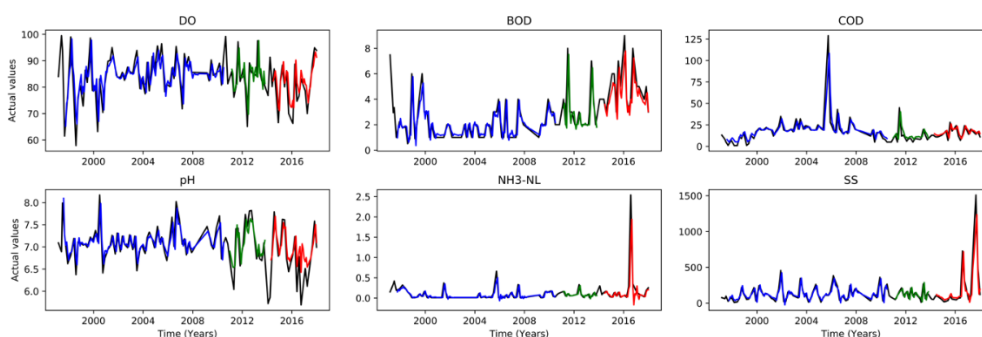 DO
BOD
COD
Actual values
100
90
80
70
60
2000 2004 2008 2012 2016
8
6
4
2
0
2000 2004 2008 2012 2016
125
100
75
50
25
0
2000 2004 2008 2012 2016
pH
NH3-NL
SS
Actual values
8.0
7.5
7.0
6.5
6.0
2000 2004 2008 2012 2016
Time (Years)
2.5
2.0
1.5
1.0
0.5
0.0
2000 2004 2008 2012 2016
Time (Years)
1500
1000
500
0
2000 2004 2008 2012 2016
Time (Years)